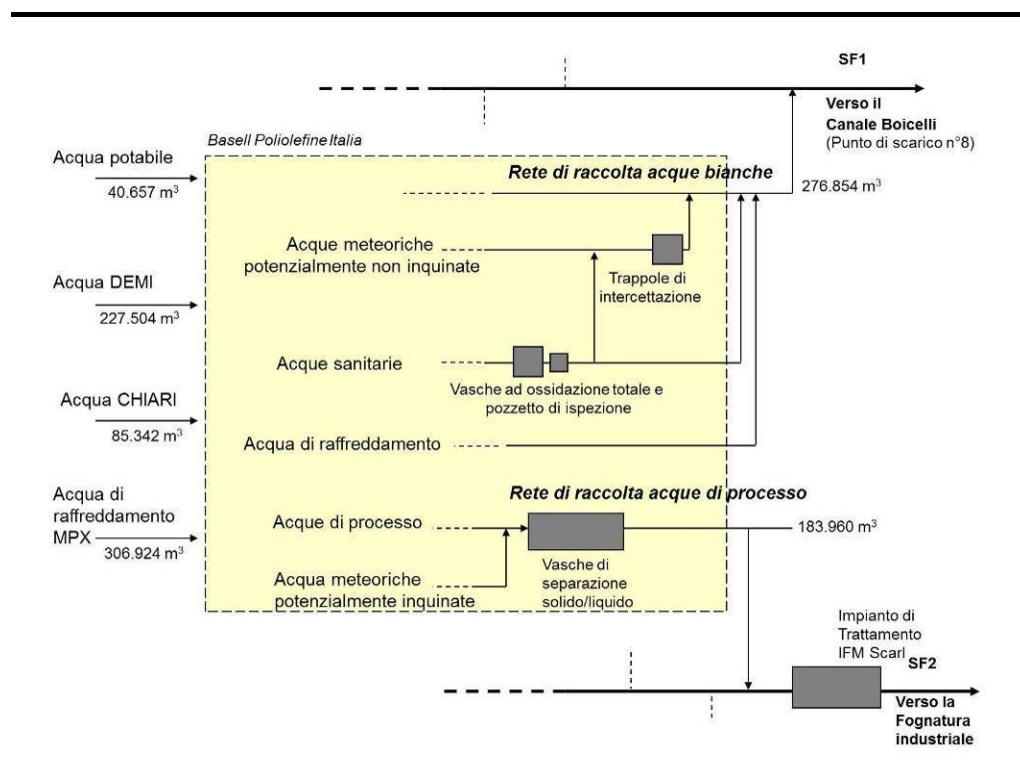 SF1
Verso il
Canale Boicelli
(Punto di scarico n°8)
Basell Poliolefine Italia
Acqua potabile
40.657 m³
Rete di raccolta acque bianche
276.854 m³
Acque meteoriche
potenzialmente non inquinate
Trappole di
intercettazione
Acqua DEMI
227.504 m³
Acque sanitarie
Vasche ad ossidazione totale e
pozzetto di ispezione
Acqua CHIARI
85.342 m³
Acqua di raffreddamento
Acqua di
raffreddamento
MPX
306.924 m³
Rete di raccolta acque di processo
Acque di processo
183.960 m³
Vasche di
separazione
solido/liquido
Acqua meteoriche
potenzialmente inquinate
Impianto di
Trattamento
IFM Scarl
SF2
Verso la
Fognatura
industriale